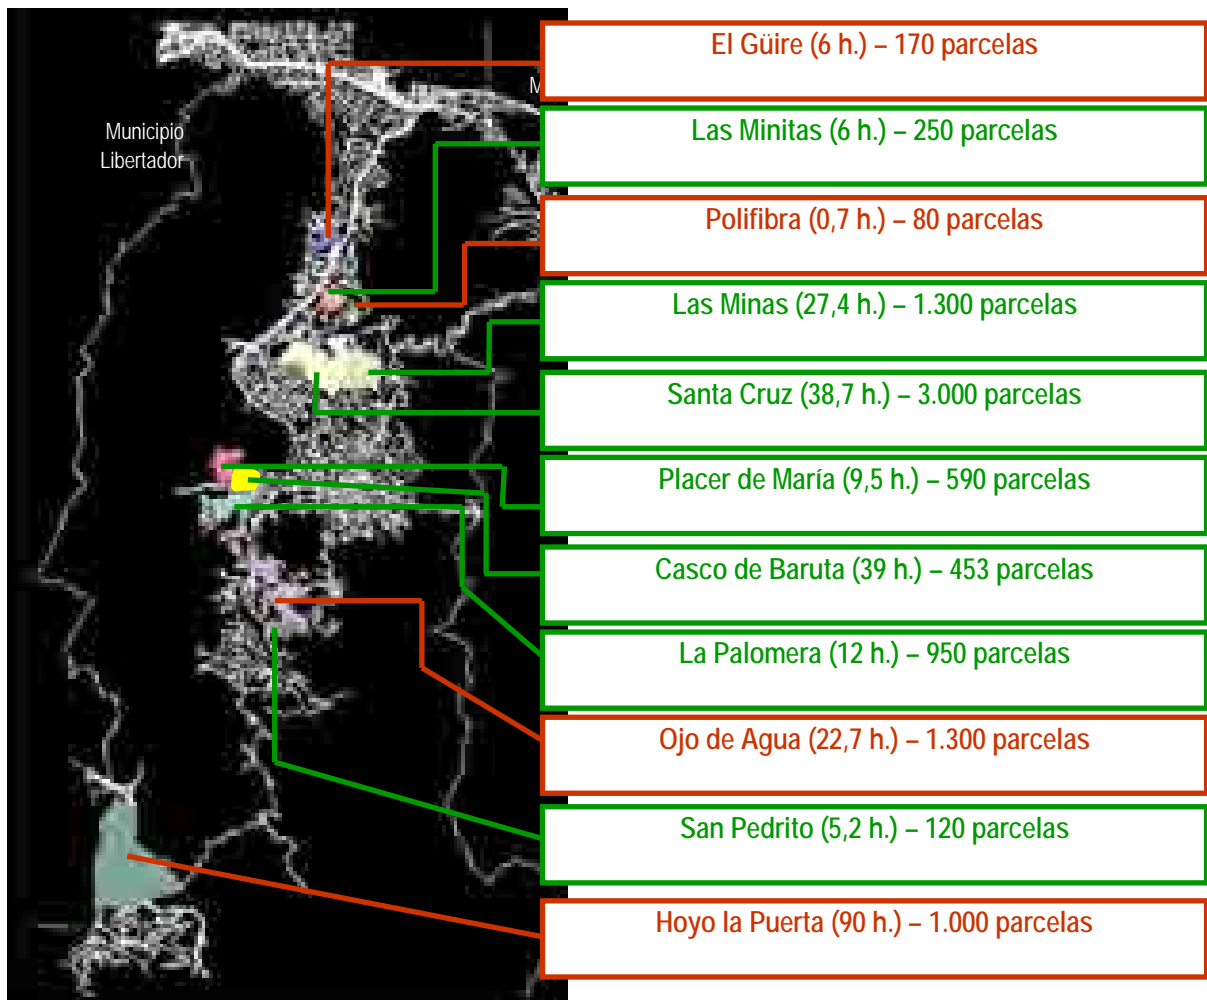 El Güire (6 h.) – 170 parcelas
M
Municipio
Libertador
Las Minitas (6 h.) – 250 parcelas
Polifibra (0,7 h.) – 80 parcelas
Las Minas (27,4 h.) – 1.300 parcelas
Santa Cruz (38,7 h.) – 3.000 parcelas
Placer de María (9,5 h.) – 590 parcelas
Casco de Baruta (39 h.) – 453 parcelas
La Palomera (12 h.) – 950 parcelas
Ojo de Agua (22,7 h.) – 1.300 parcelas
San Pedrito (5,2 h.) – 120 parcelas
Hoyo la Puerta (90 h.) – 1.000 parcelas